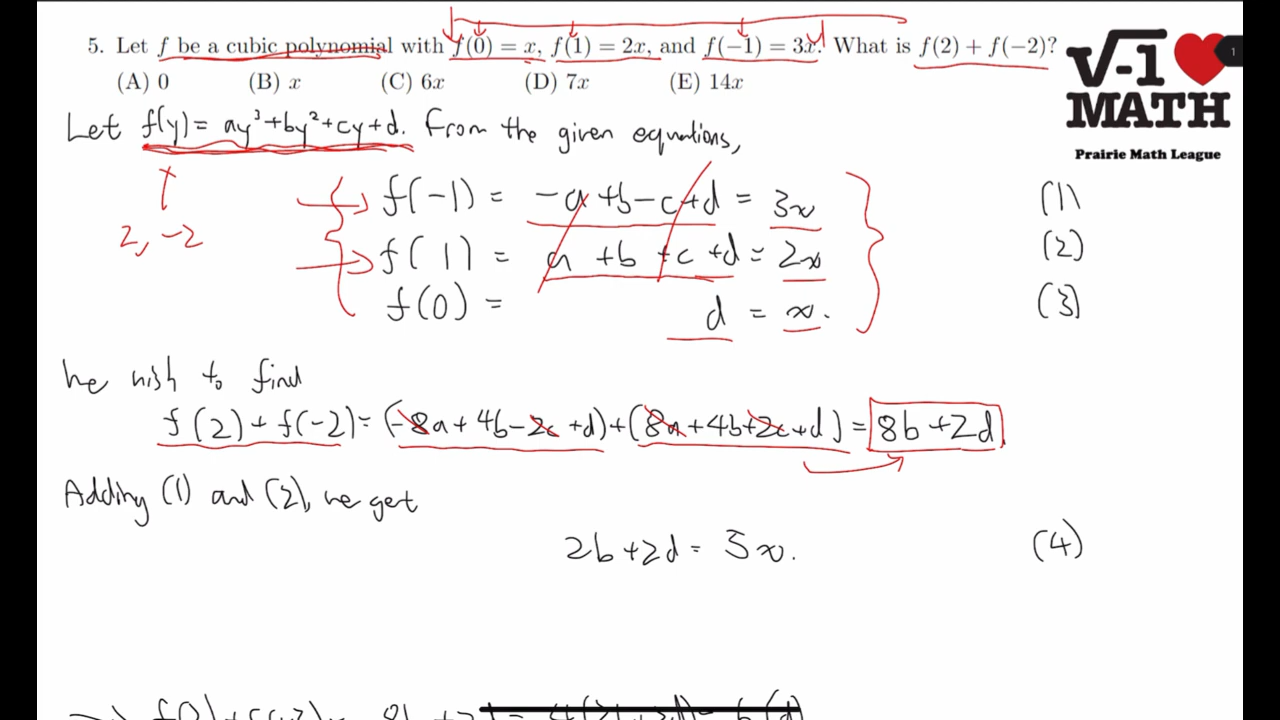 5. Let f be a cubic polynomial with f(0) = x, f(1) = 2x, and f(−1) = 3x. What is f(2) + f(−2)?
(A) 0 (B) x (C) 6x (D) 7x (E) 14x
√-1 ❤ MATH
Prairie Math League
1
Let f(y) = ay³+by²+cy+d. From the given equations,
f(-1) = -a +b-c+d = 3x (1)
2, -2
f(1) = a +b +c +d = 2x (2)
f(0) = d = x. (3)
We wish to find
f(2) + f(-2) = (-8a + 4b - 2c +d)+(8a+4b+2c+d) = 8b+2d
Adding (1) and (2), we get
2b+2d = 5x. (4)